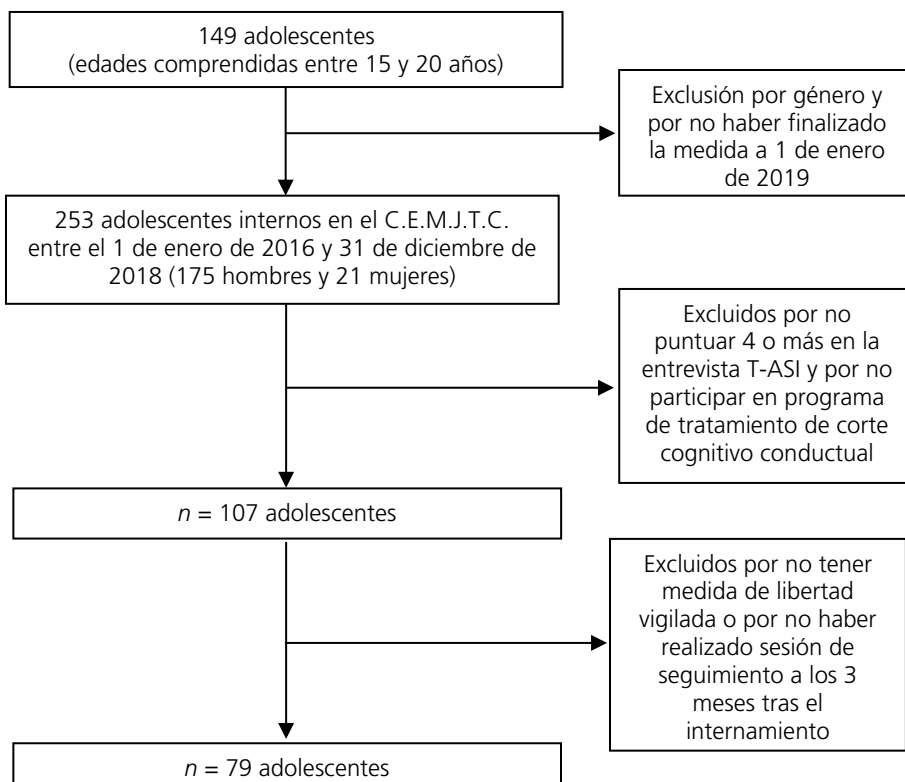 149 adolescentes
(edades comprendidas entre 15 y 20 años)
Exclusión por género y
por no haber finalizado
la medida a 1 de enero
de 2019
253 adolescentes internos en el C.E.M.J.T.C.
entre el 1 de enero de 2016 y 31 de diciembre de
2018 (175 hombres y 21 mujeres)
Excluidos por no
puntuar 4 o más en la
entrevista T-ASI y por no
participar en programa
de tratamiento de corte
cognitivo conductual
n = 107 adolescentes
Excluidos por no tener
medida de libertad
vigilada o por no haber
realizado sesión de
seguimiento a los 3
meses tras el
internamiento
n = 79 adolescentes